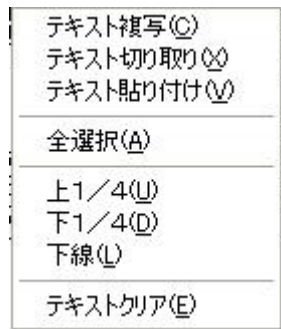 テキスト複写(C)
テキスト切り取り(X)
テキスト貼り付け(V)
全選択(A)
上1／4(U)
下1／4(D)
下線(L)
テキストクリア(E)